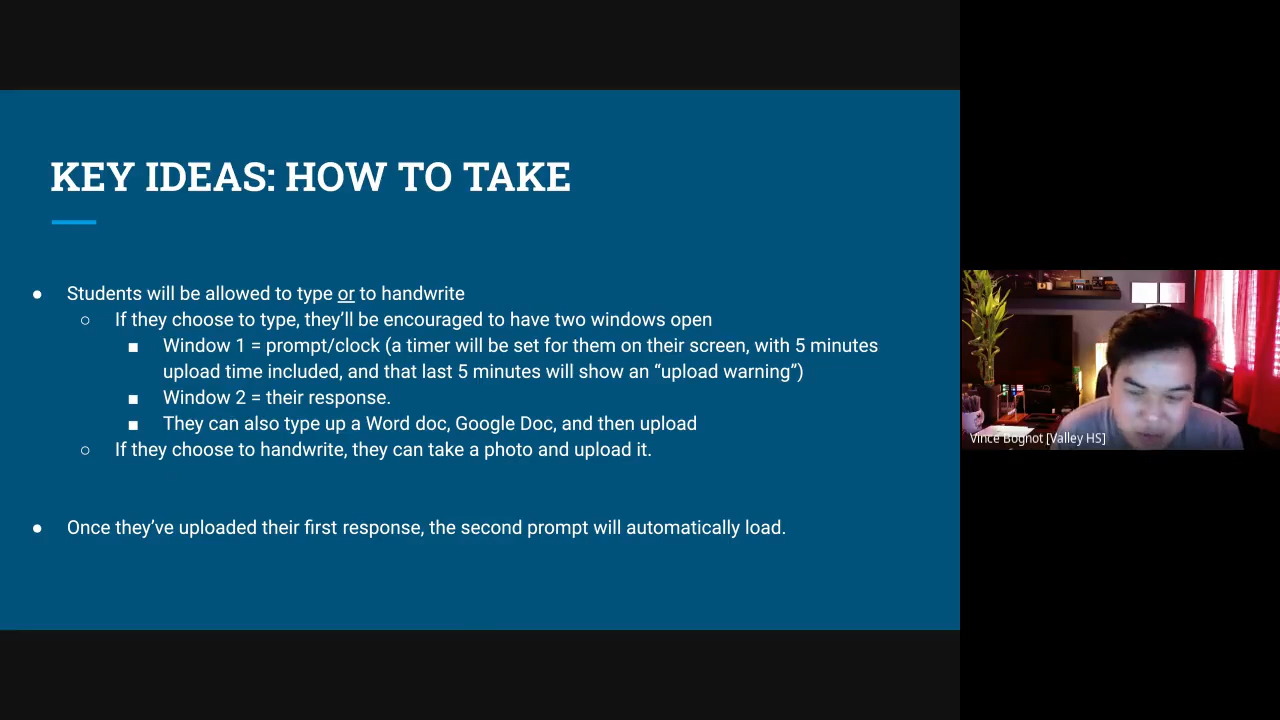 KEY IDEAS: HOW TO TAKE
● Students will be allowed to type or to handwrite
○ If they choose to type, they’ll be encouraged to have two windows open
■ Window 1 = prompt/clock (a timer will be set for them on their screen, with 5 minutes
upload time included, and that last 5 minutes will show an “upload warning”)
■ Window 2 = their response.
■ They can also type up a Word doc, Google Doc, and then upload
○ If they choose to handwrite, they can take a photo and upload it.
● Once they’ve uploaded their first response, the second prompt will automatically load.
Vince Bognot [Valley HS]